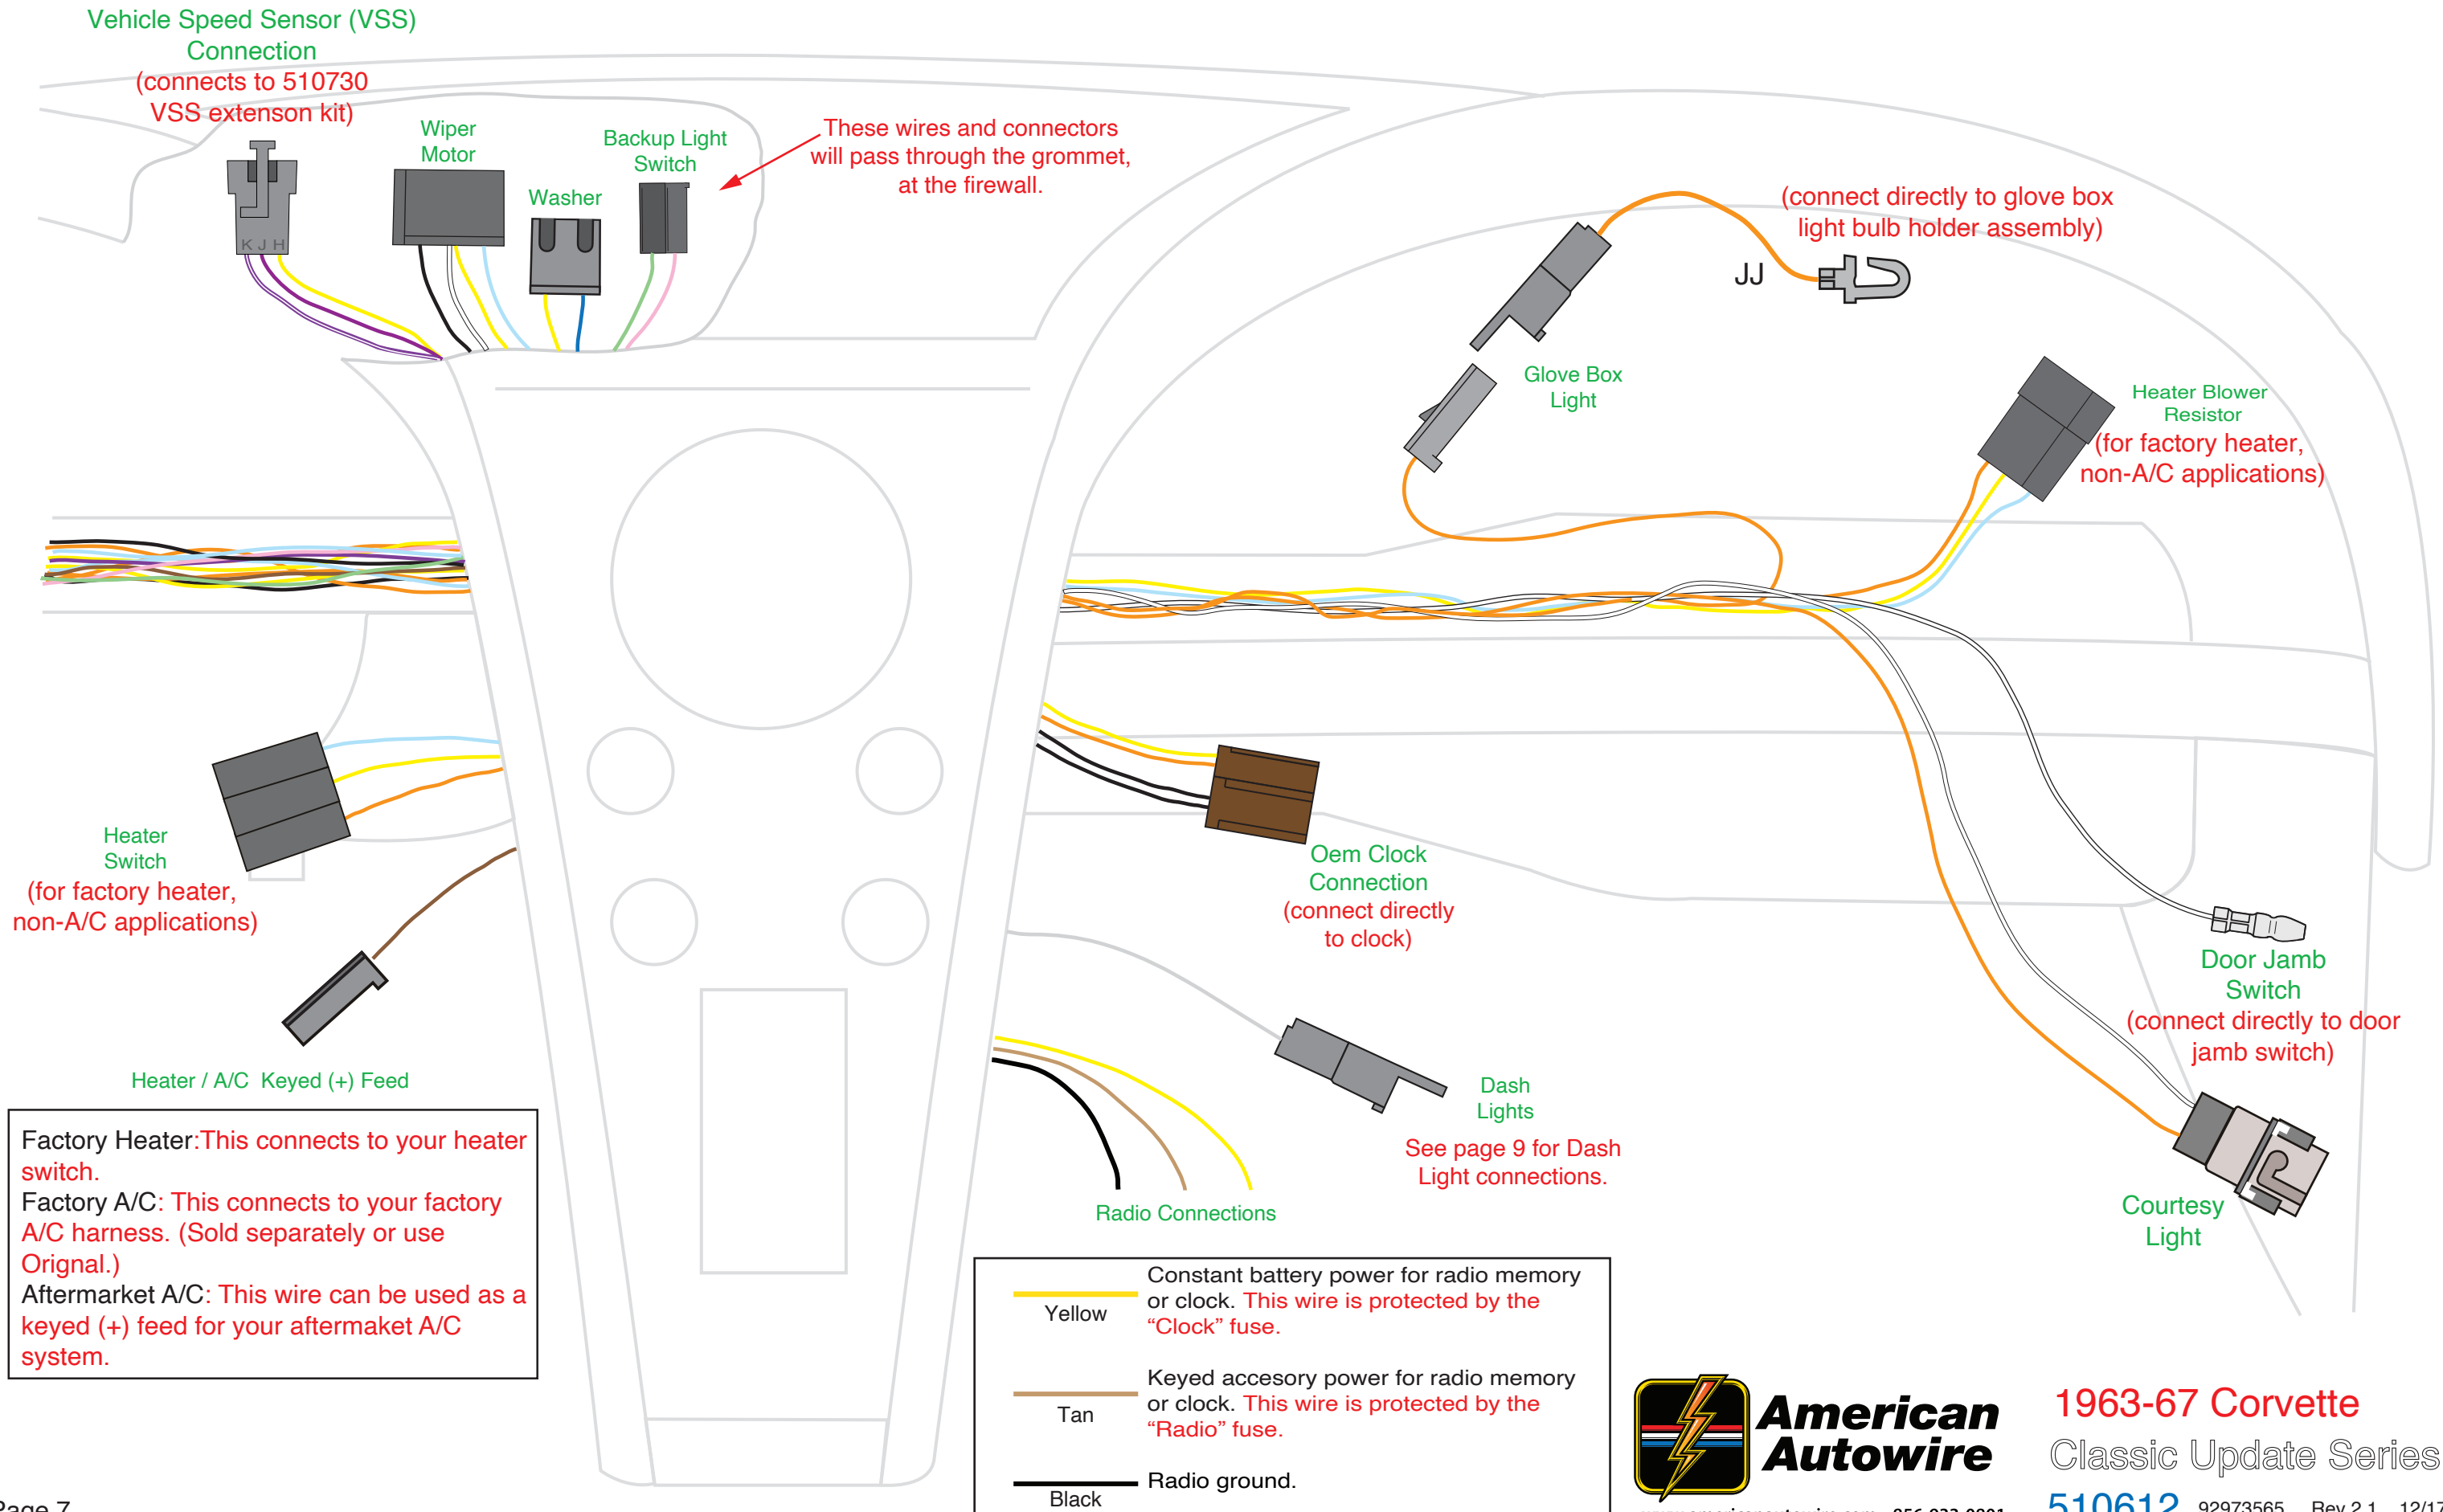 Vehicle Speed Sensor (VSS)
Connection
(connects to 510730
VSS extenson kit)
K J H
Wiper
Motor
Washer
Backup Light
Switch
These wires and connectors
will pass through the grommet,
at the firewall.
(connect directly to glove box
light bulb holder assembly)
JJ
Glove Box
Light
Heater Blower
Resistor
(for factory heater,
non-A/C applications)
Heater
Switch
(for factory heater,
non-A/C applications)
Oem Clock
Connection
(connect directly
to clock)
Door Jamb
Switch
(connect directly to door
jamb switch)
Heater / A/C Keyed (+) Feed
Dash
Lights
See page 9 for Dash
Light connections.
Radio Connections
Courtesy
Light
Factory Heater:This connects to your heater
switch.
Factory A/C: This connects to your factory
A/C harness. (Sold separately or use
Orignal.)
Aftermarket A/C: This wire can be used as a
keyed (+) feed for your aftermaket A/C
system.
Yellow
Constant battery power for radio memory
or clock. This wire is protected by the
“Clock” fuse.
Tan
Keyed accesory power for radio memory
or clock. This wire is protected by the
“Radio” fuse.
Black
Radio ground.
American
Autowire
1963-67 Corvette
Classic Update Series
510612 92973565 Rev 2.1 12/17
Page 7